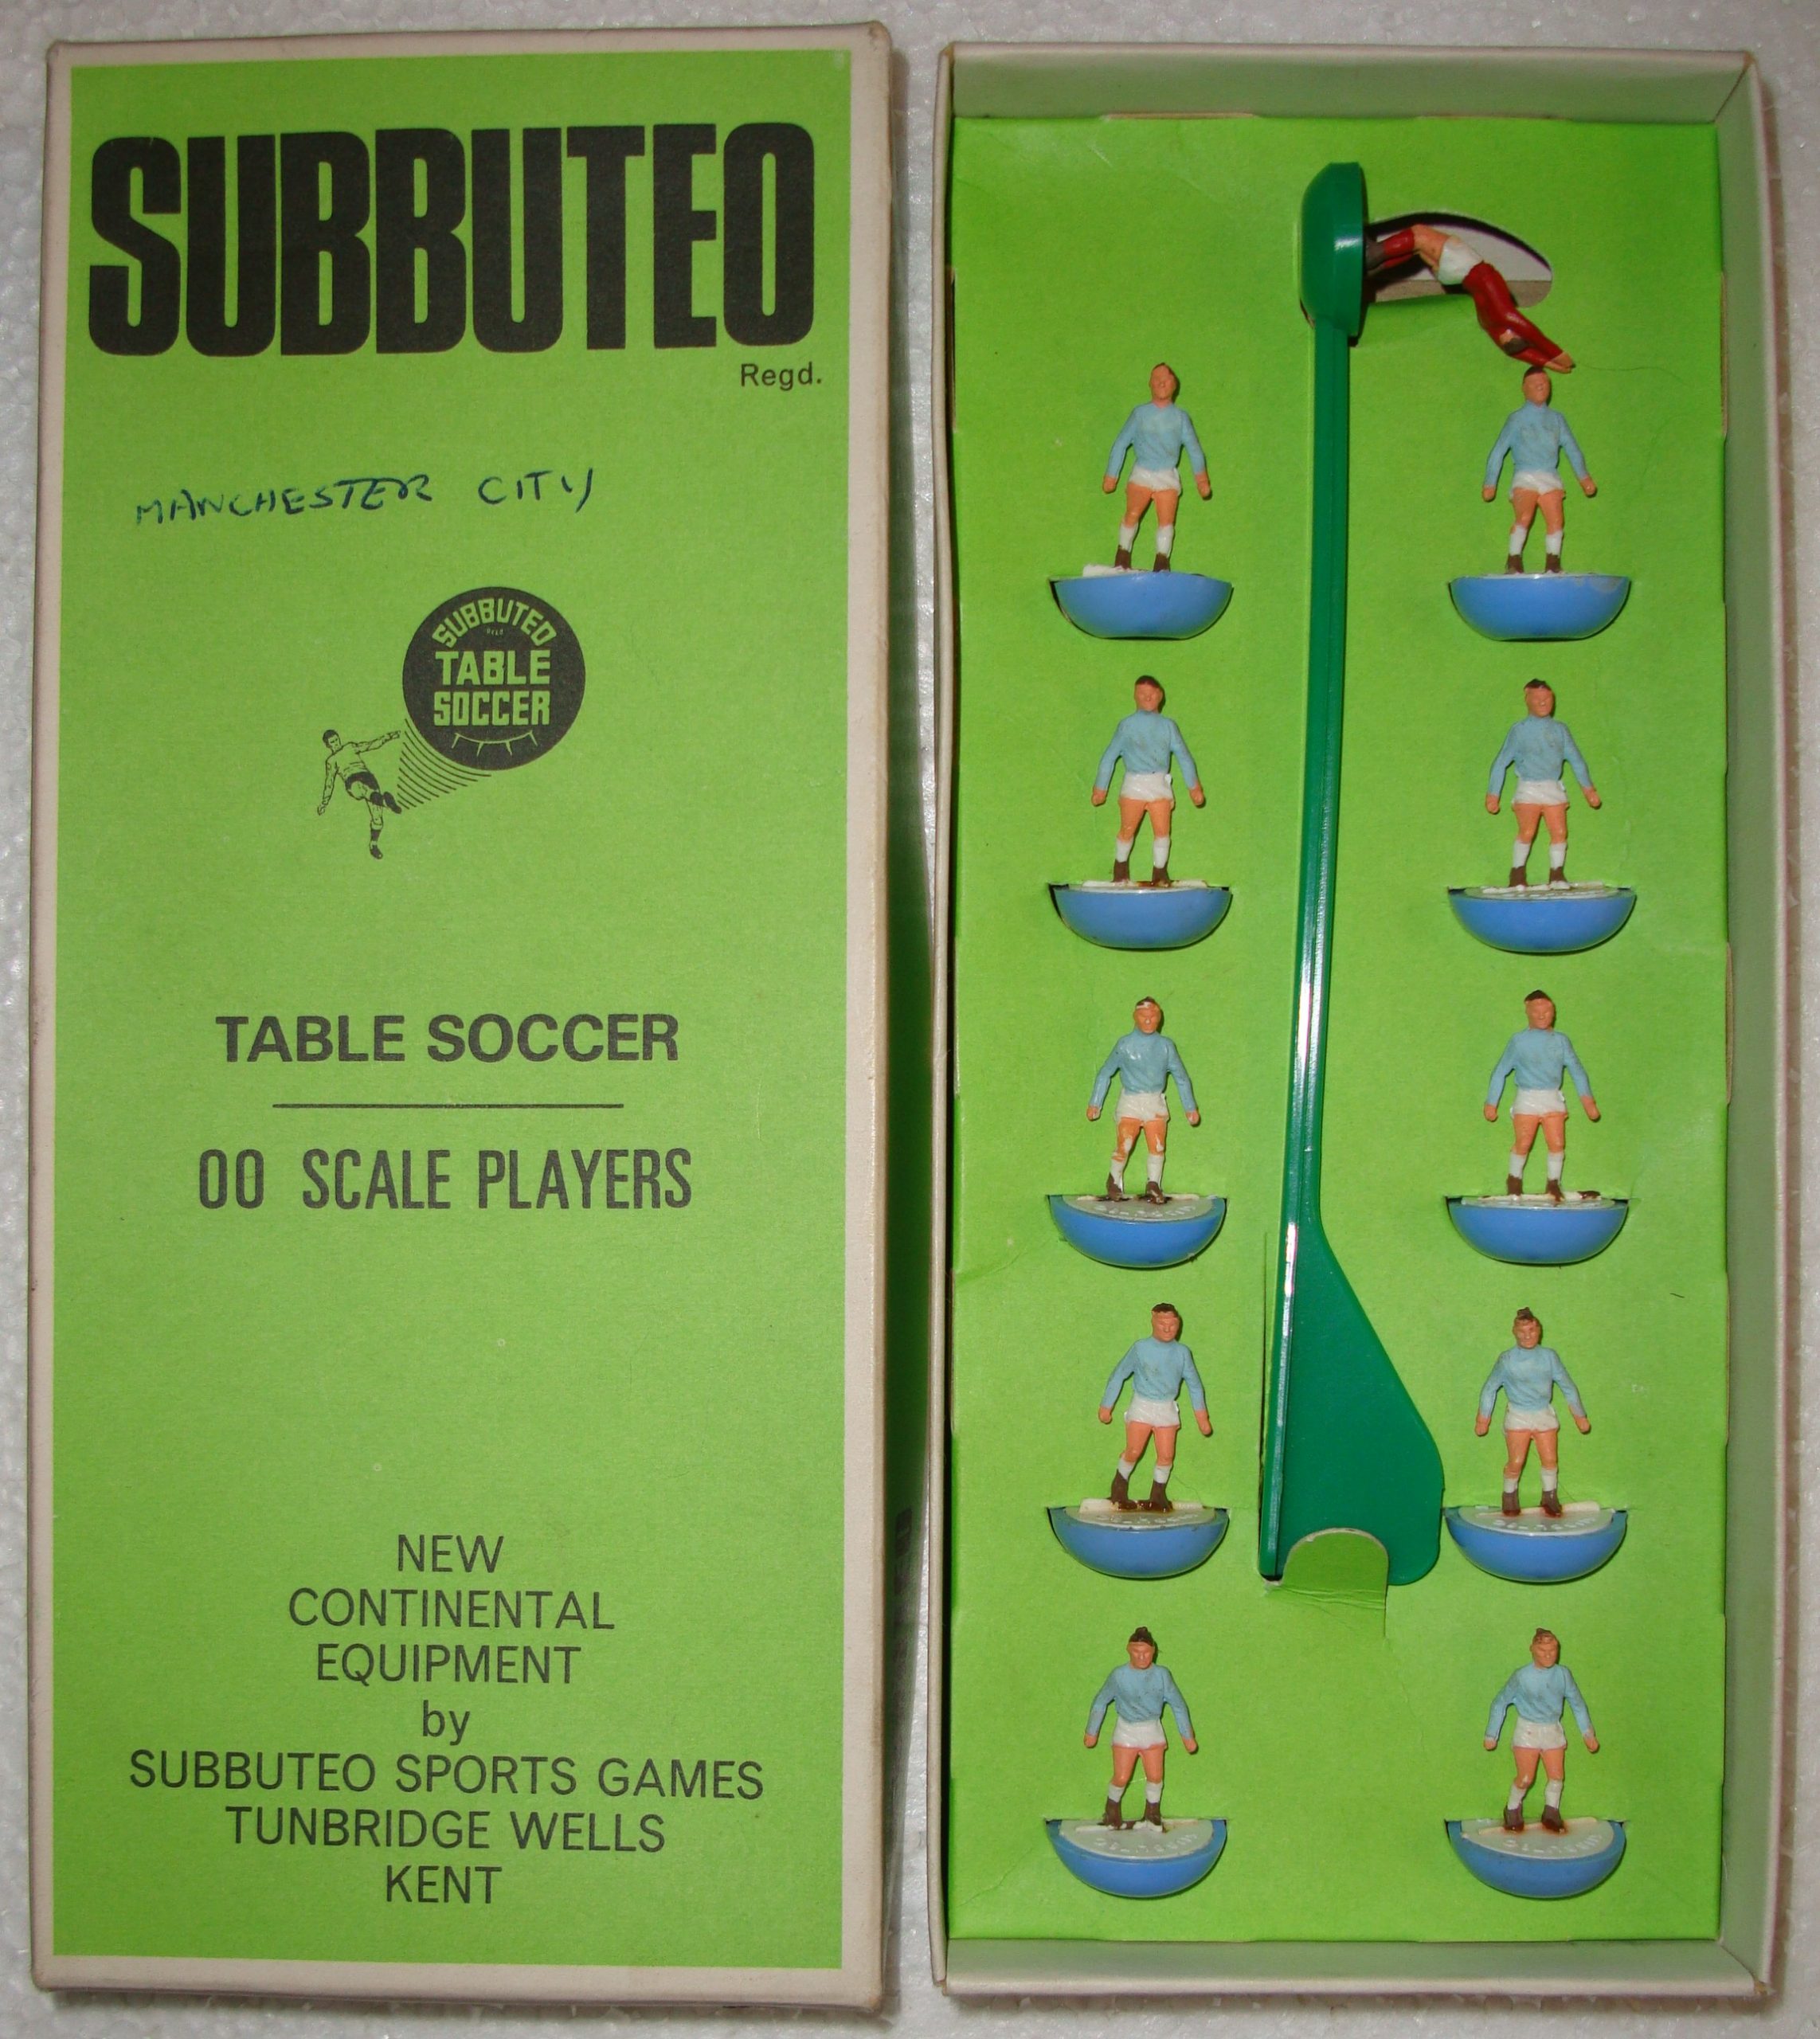 SUBBUTEO
Regd.
MANCHESTER CITY
SUBBUTEO
TABLE
SOCCER
TABLE SOCCER
00 SCALE PLAYERS
NEW
CONTINENTAL
EQUIPMENT
by
SUBBUTEO SPORTS GAMES
TUNBRIDGE WELLS
KENT